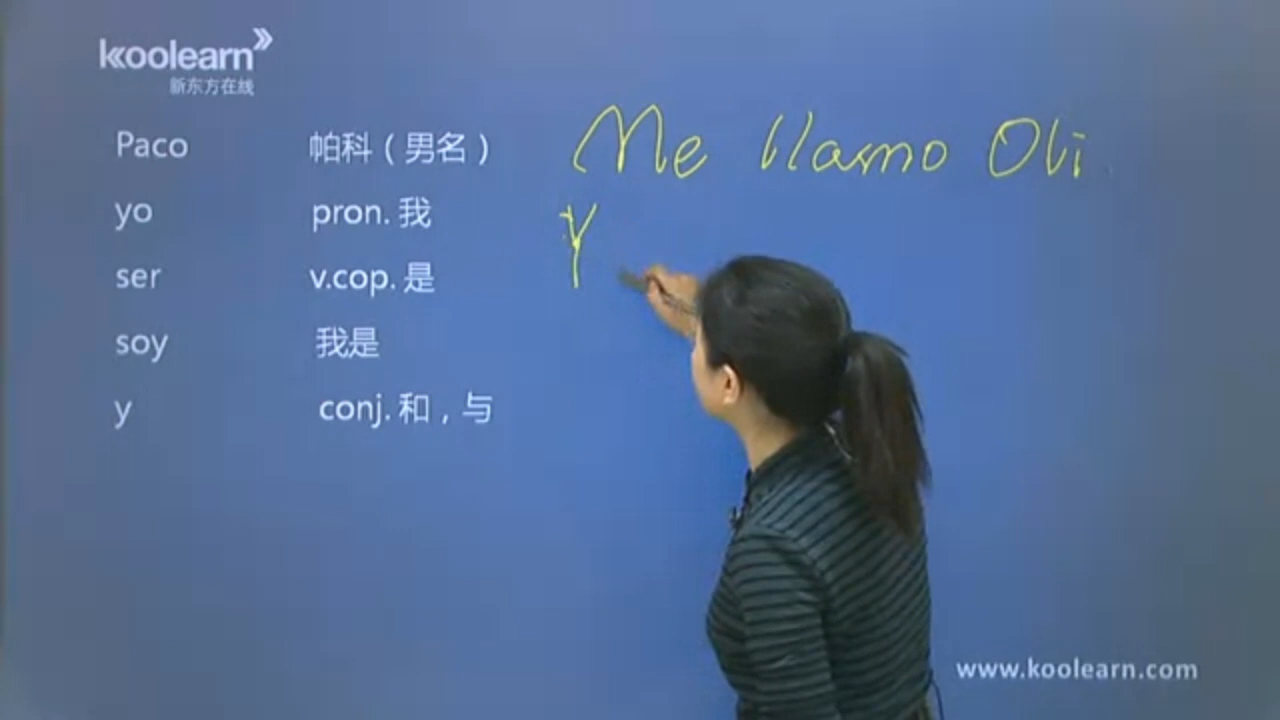 koolearn
新东方在线
Paco 帕科（男名）
yo pron. 我
ser v.cop. 是
soy 我是
y conj. 和，与
Me llamo Oli
Y
www.koolearn.com